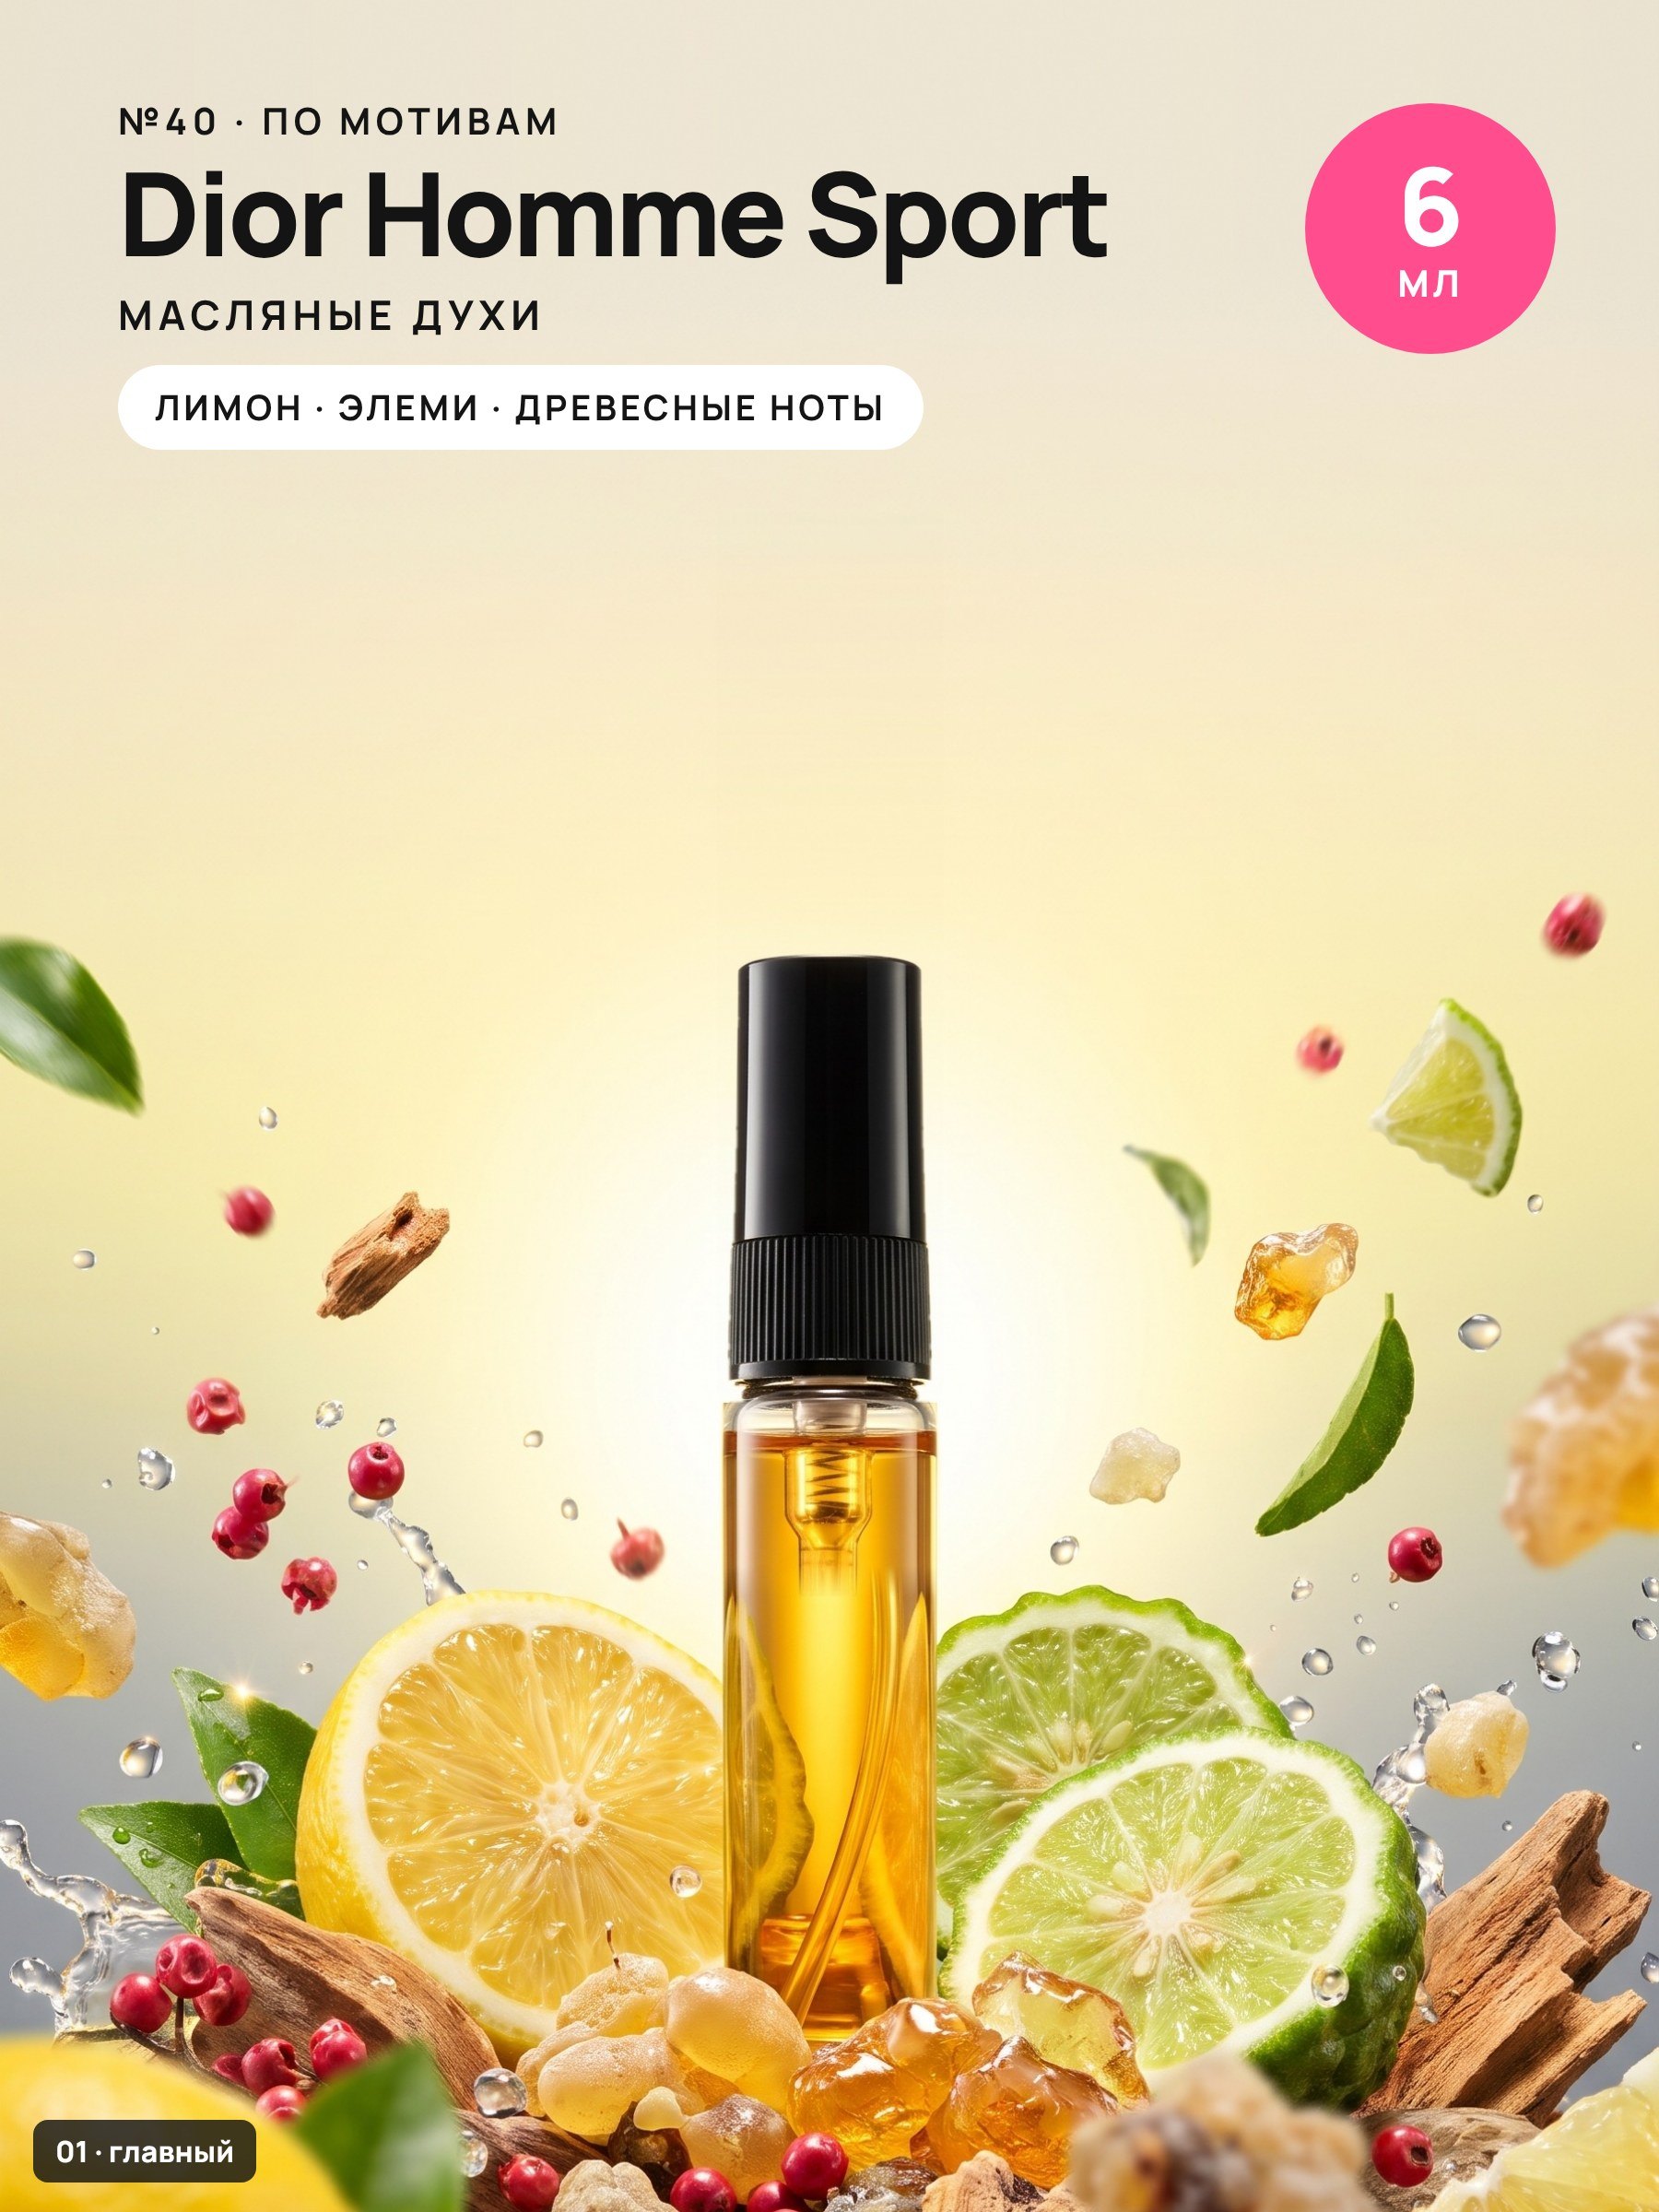 №40 · ПО МОТИВАМ
Dior Homme Sport
МАСЛЯНЫЕ ДУХИ
ЛИМОН · ЭЛЕМИ · ДРЕВЕСНЫЕ НОТЫ
6
МЛ
01 · главный